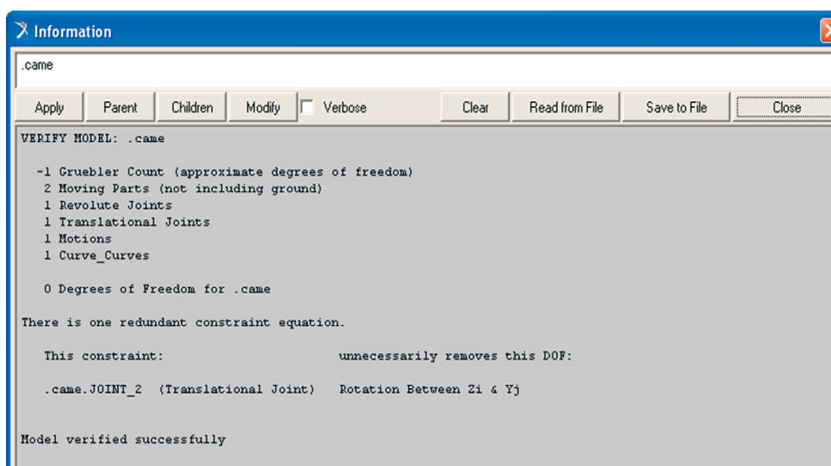 Information
.came
Apply Parent Children Modify Verbose Clear Read from File Save to File Close
VERIFY MODEL: .came
-1 Gruebler Count (approximate degrees of freedom)
2 Moving Parts (not including ground)
1 Revolute Joints
1 Translational Joints
1 Motions
1 Curve_Curves
0 Degrees of Freedom for .came
There is one redundant constraint equation.
This constraint: unnecessarily removes this DOF:
.came.JOINT_2 (Translational Joint) Rotation Between Zi & Yj
Model verified successfully